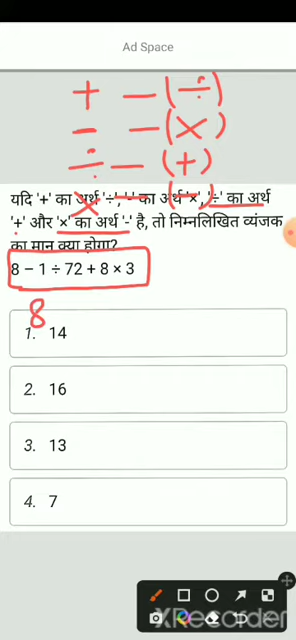 Ad Space
+ — (÷)
- — (×)
÷ — (+)
× — (-)
यदि '+' का अर्थ '÷','-' का अर्थ '×', '÷' का अर्थ
'+' और '×' का अर्थ '-' है, तो निम्नलिखित व्यंजक
का मान क्या होगा?
8 − 1 ÷ 72 + 8 × 3
8
1. 14
2. 16
3. 13
4. 7
XRecorder